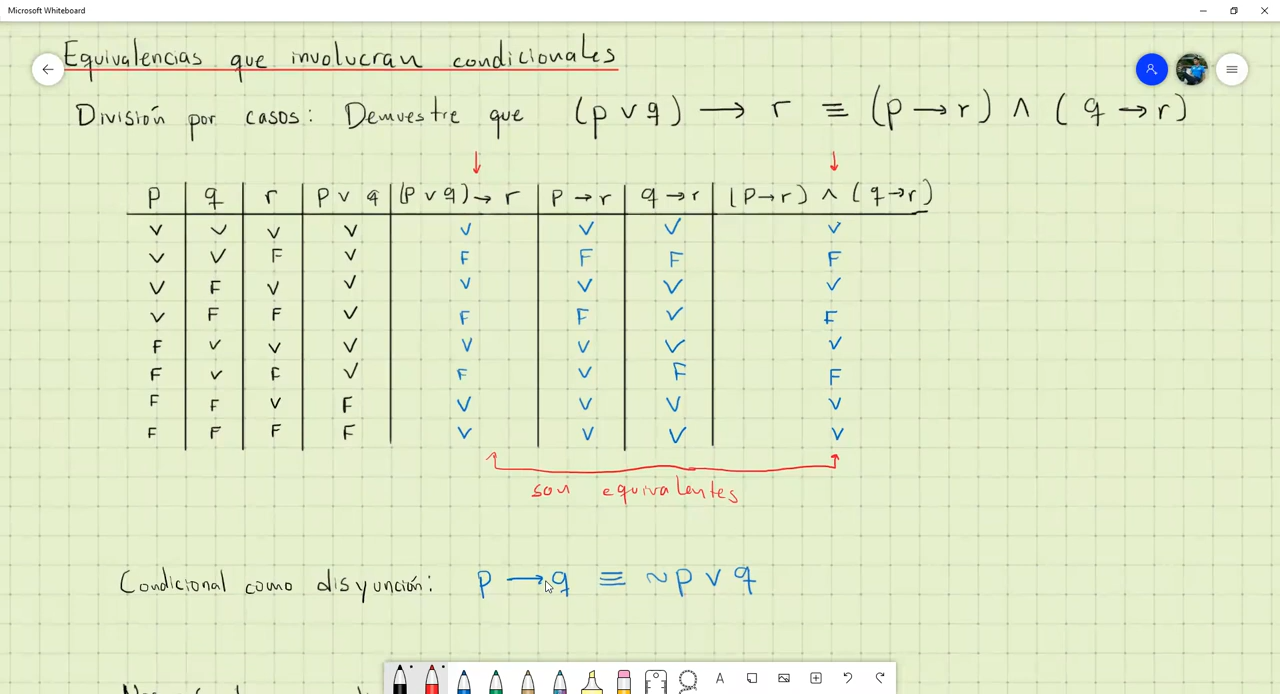 Microsoft Whiteboard
Equivalencias que involucran condicionales
División por casos: Demuestre que (p ∨ q) → r ≡ (p → r) ∧ (q → r)
p q r p ∨ q (p ∨ q) → r p → r q → r (p → r) ∧ (q → r)
V V V V V V V V
V V F V F F F F
V F V V V V V V
V F F V F F V F
F V V V V V V V
F V F V F V F F
F F V F V V V V
F F F F V V V V
son equivalentes
Condicional como disyunción: p → q ≡ ~p ∨ q